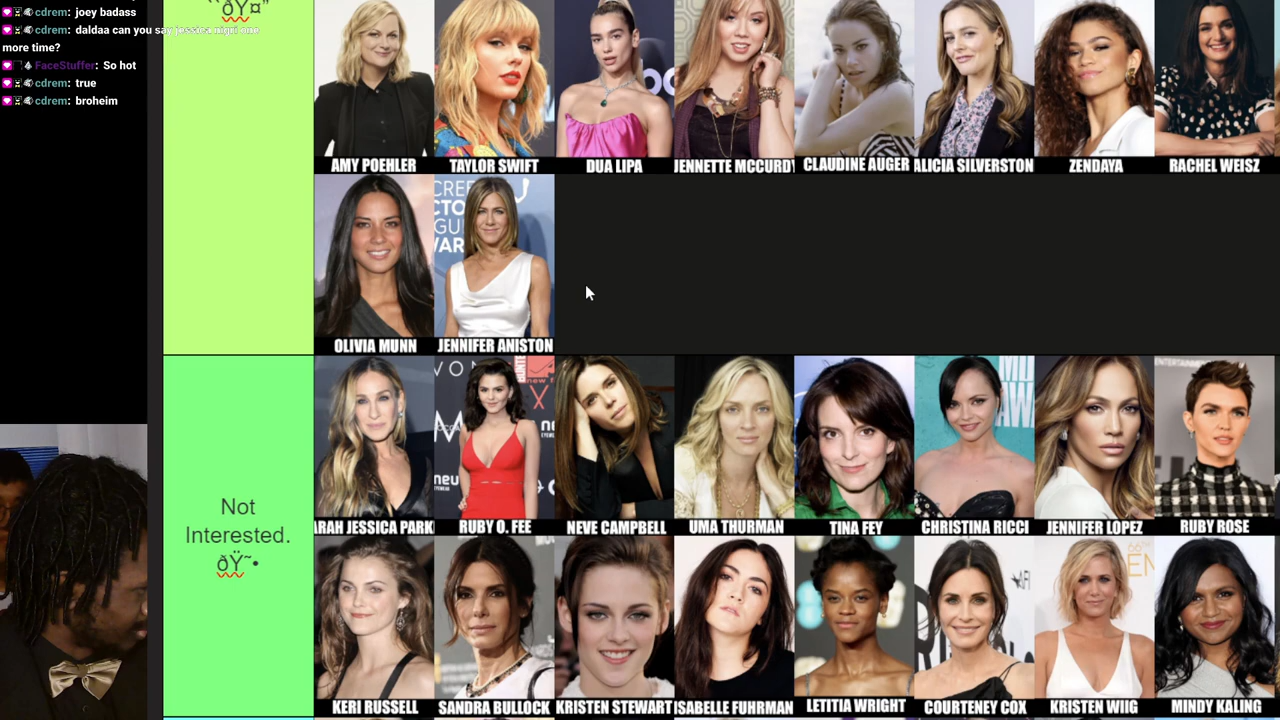 cdrem: joey badass
cdrem: daldaa can you say jessica nigri one
more time?
FaceStuffer: So hot
cdrem: true
cdrem: broheim
ðŸ¤"
AMY POEHLER
TAYLOR SWIFT
DUA LIPA
JENNETTE MCCURDY
CLAUDINE AUGER
ALICIA SILVERSTON
ZENDAYA
RACHEL WEISZ
OLIVIA MUNN
JENNIFER ANISTON
Not
Interested.
ðŸ˜•
ARAH JESSICA PARK
RUBY O. FEE
NEVE CAMPBELL
UMA THURMAN
TINA FEY
CHRISTINA RICCI
JENNIFER LOPEZ
RUBY ROSE
KERI RUSSELL
SANDRA BULLOCK
KRISTEN STEWART
ISABELLE FUHRMAN
LETITIA WRIGHT
COURTENEY COX
KRISTEN WIIG
MINDY KALING